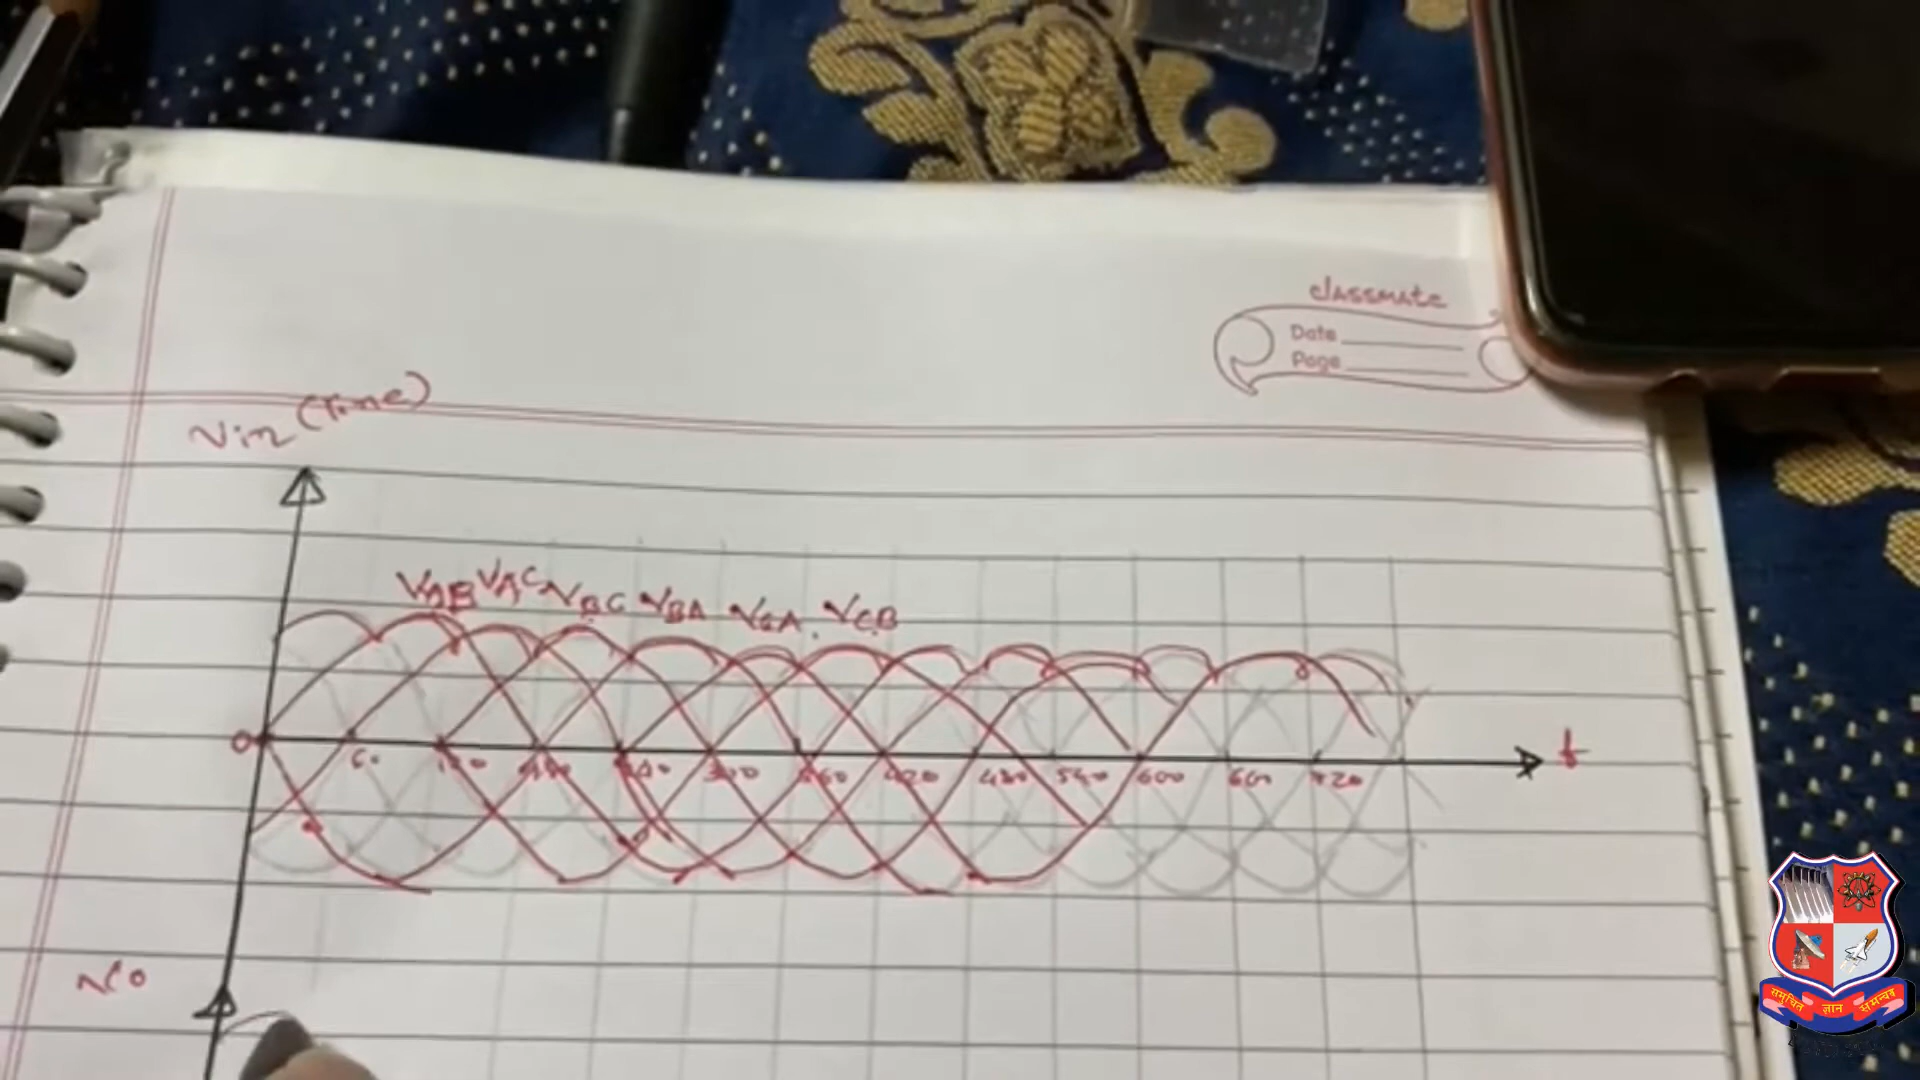 classmate
Date
Page
Vin (line)
VAB VAC VBC VBA VCA VCB
0 60 120 180 240 300 360 420 480 540 600 660 720 t
Vo
समुचित ज्ञान समन्वय